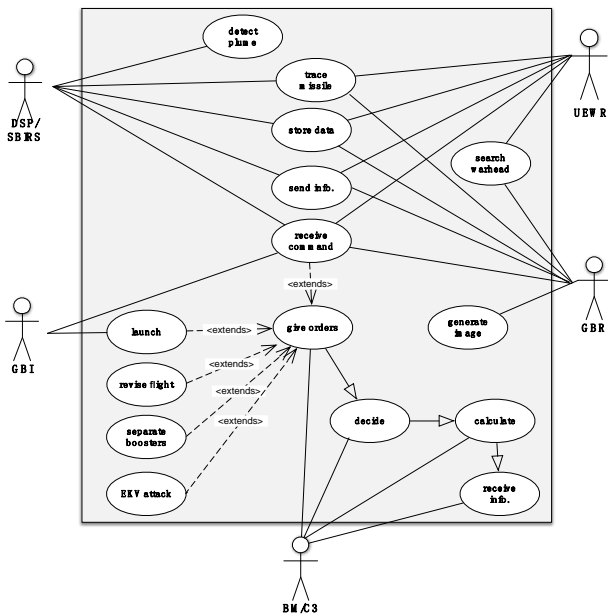 detect
plume
trace
missile
DSP/
SBIRS
UEWR
store data
search
warhead
send info.
receive
command
<extends>
launch
<extends>
give orders
generate
image
GBI
GBR
<extends>
revise flight
<extends>
<extends>
decide
calculate
separate
boosters
EKV attack
receive
info.
BM/C3